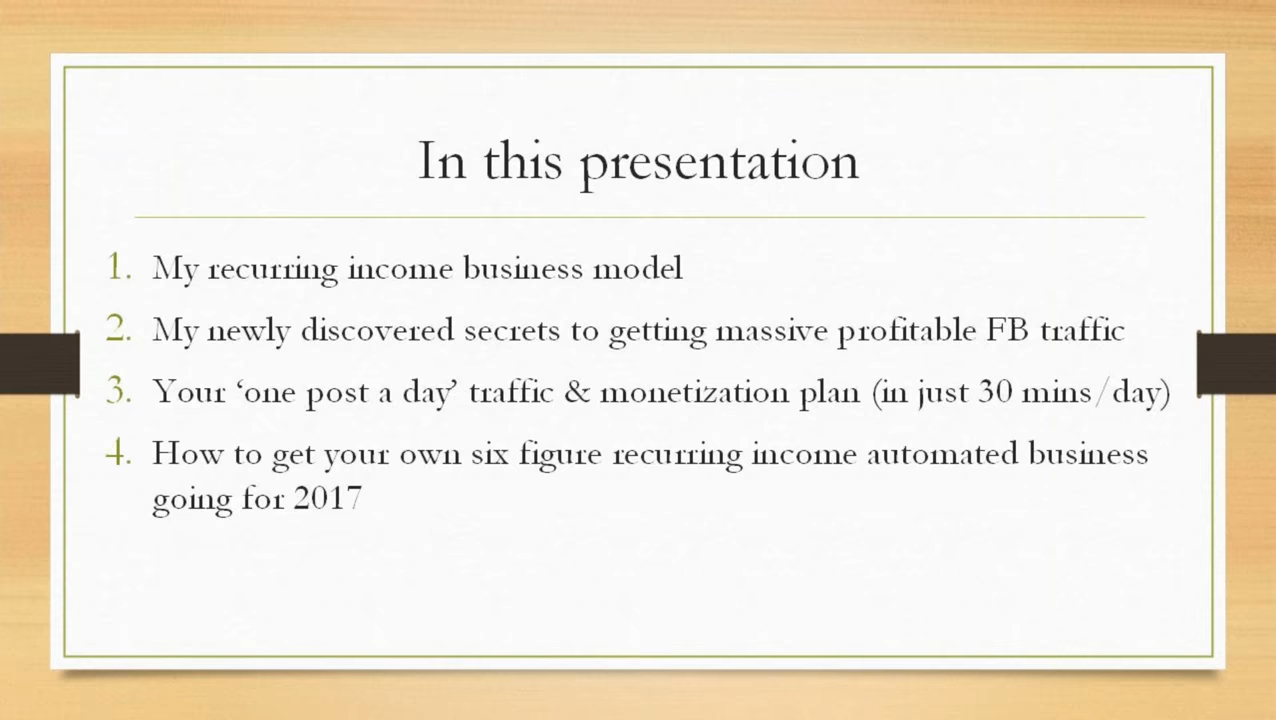 In this presentation
1. My recurring income business model
2. My newly discovered secrets to getting massive profitable FB traffic
3. Your ‘one post a day’ traffic & monetization plan (in just 30 mins/day)
4. How to get your own six figure recurring income automated business
going for 2017